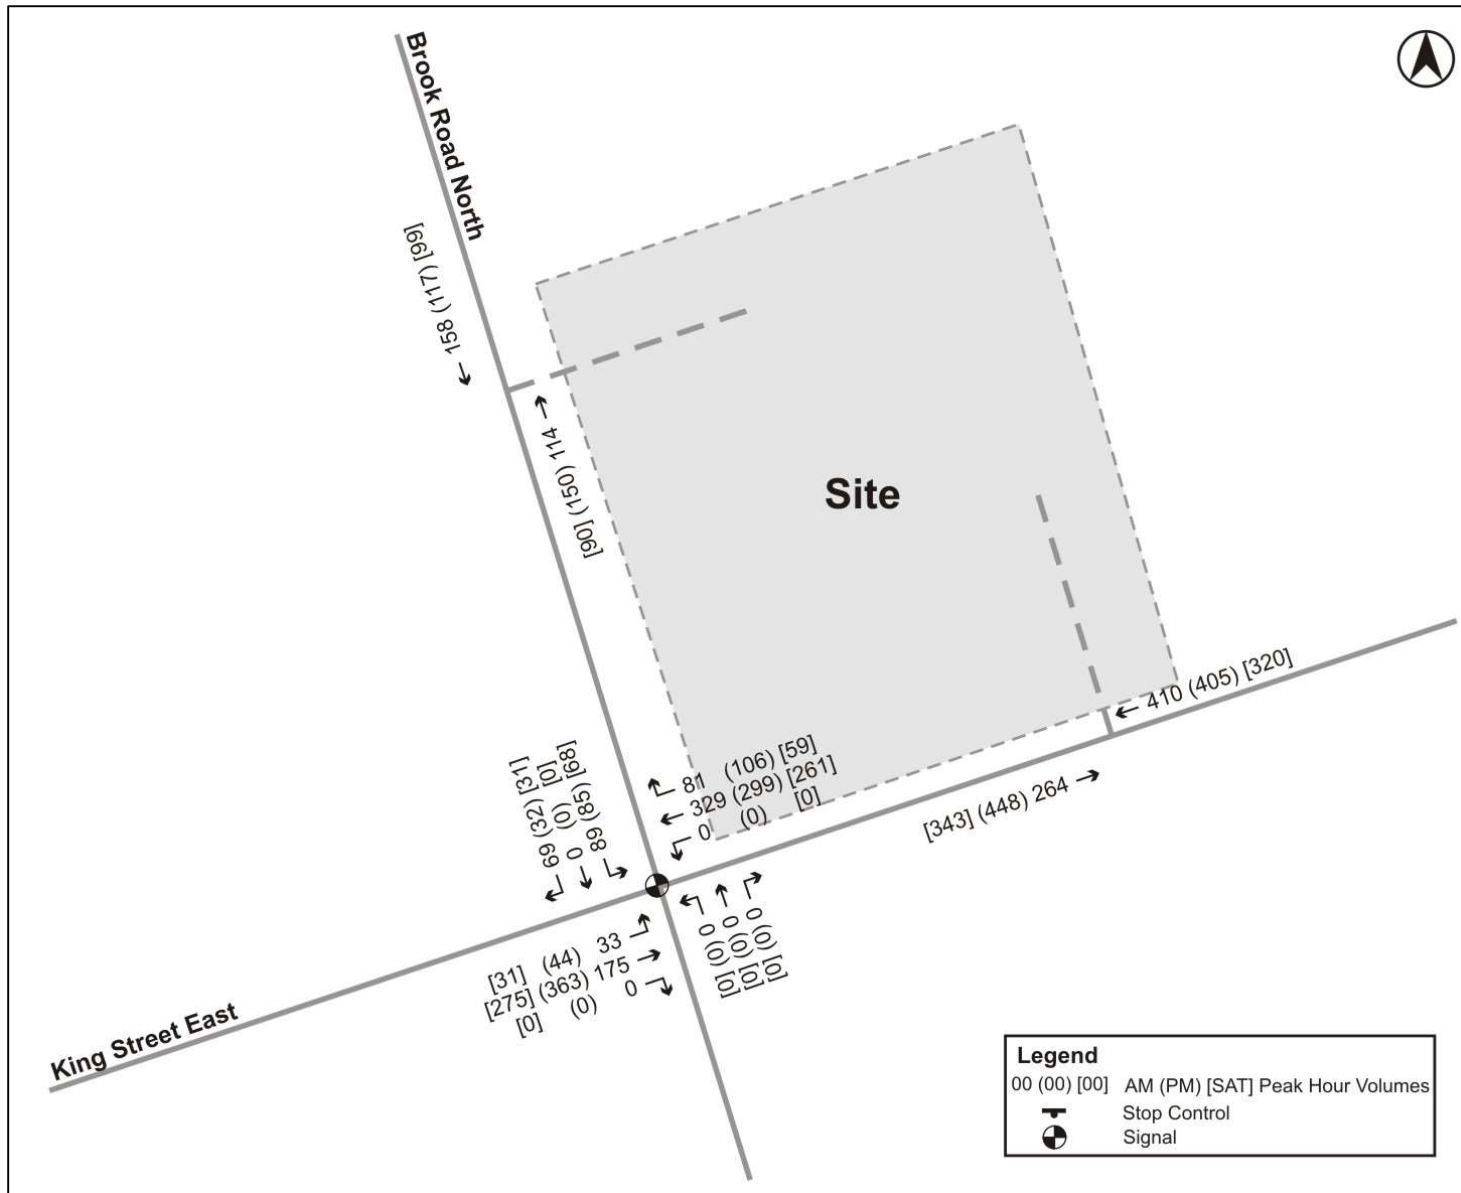 Brook Road North
158 (117) [99]
[90] (150) 114
Site
410 (405) [320]
81 (106) [59]
329 (299) [261]
0 (0) [0]
[343] (448) 264
69 (32) [31]
0 (0) [0]
89 (85) [68]
[31] (44) 33
[275] (363) 175
[0] (0) 0
0 (0) [0]
0 (0) [0]
0 (0) [0]
King Street East
Legend
00 (00) [00] AM (PM) [SAT] Peak Hour Volumes
Stop Control
Signal